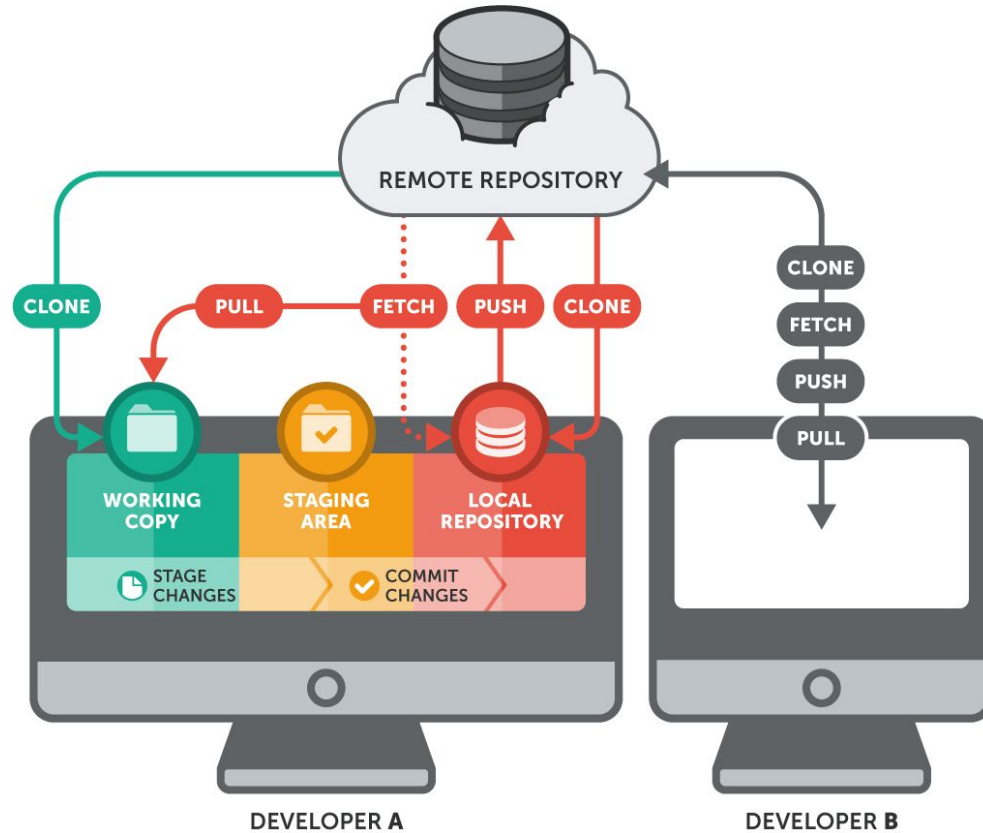 REMOTE REPOSITORY
CLONE
PULL
FETCH
PUSH
CLONE
CLONE
FETCH
PUSH
PULL
WORKING
COPY
STAGING
AREA
LOCAL
REPOSITORY
STAGE
CHANGES
COMMIT
CHANGES
DEVELOPER A
DEVELOPER B